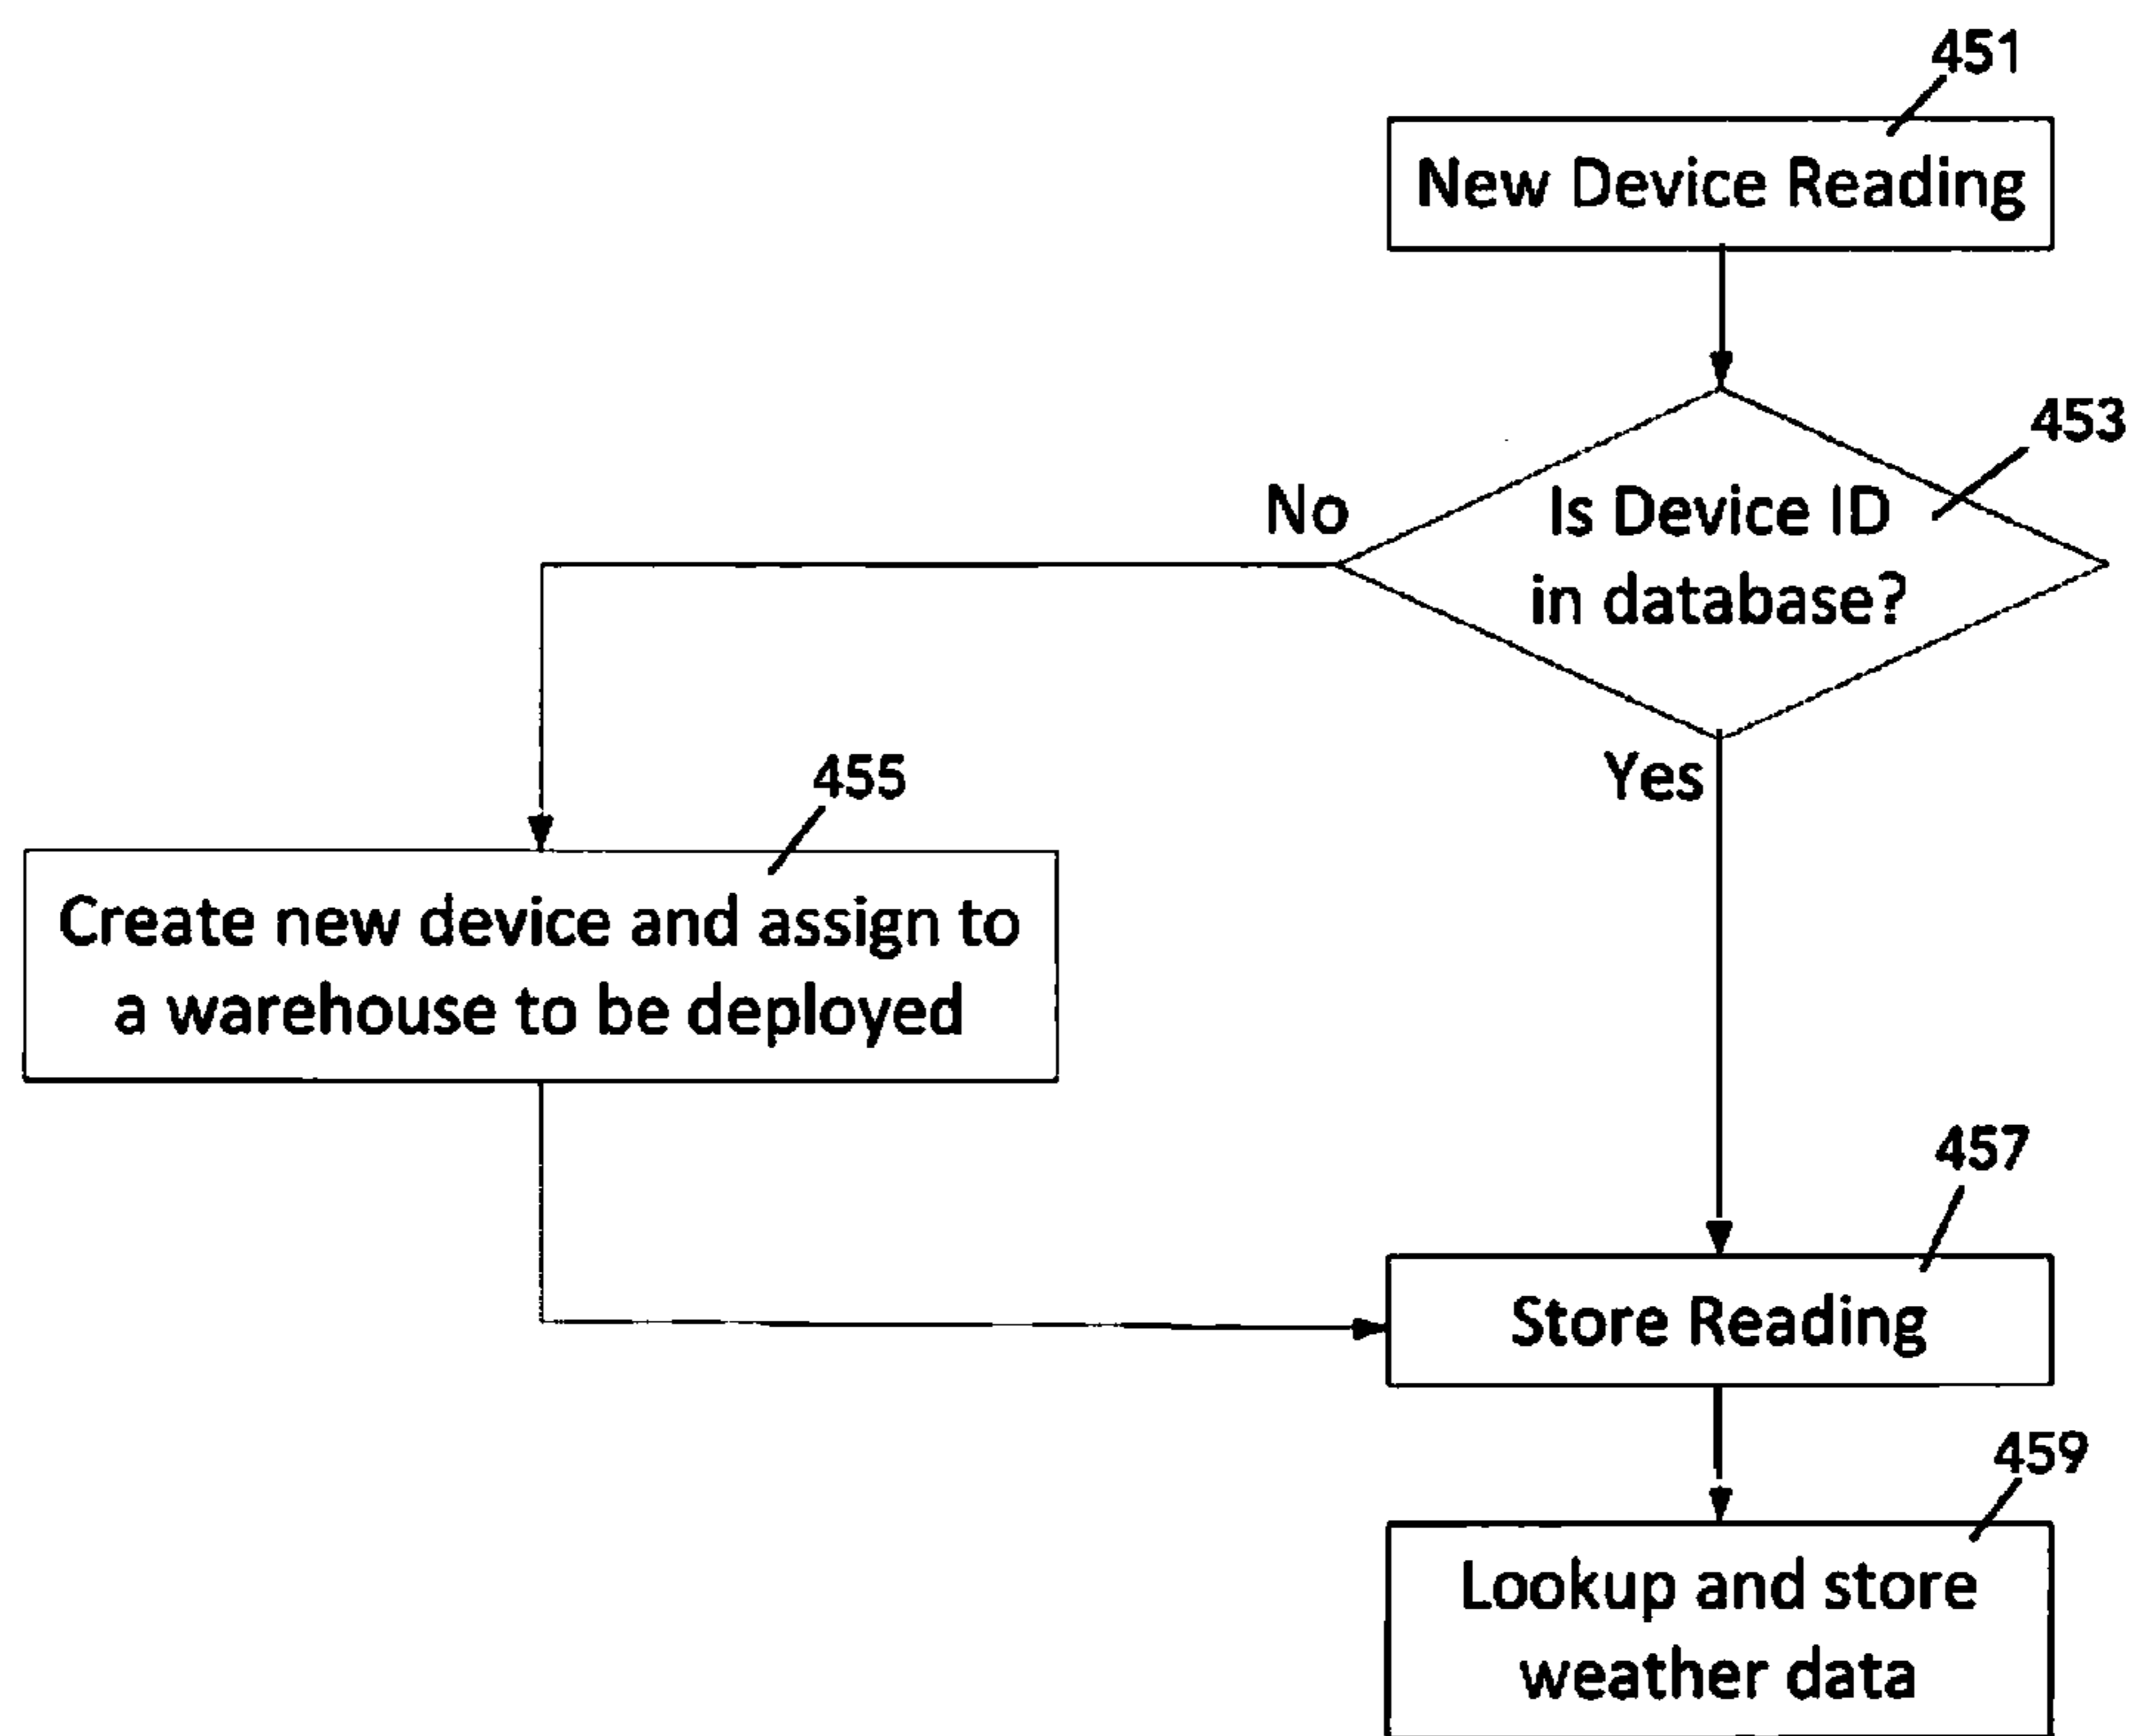 451
New Device Reading
453
No
Is Device ID
in database?
Yes
455
Create new device and assign to
a warehouse to be deployed
457
Store Reading
459
Lookup and store
weather data